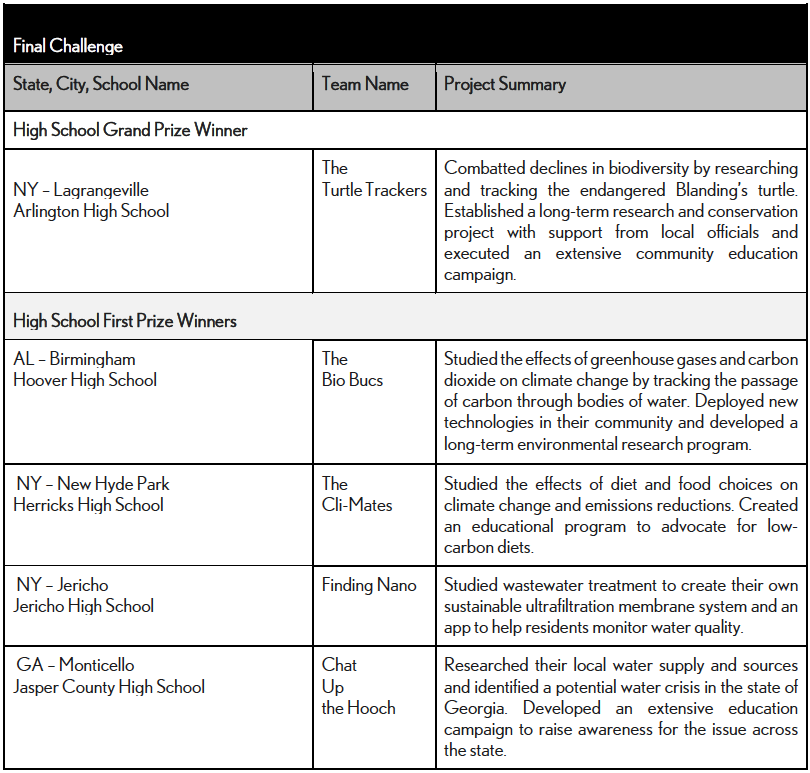 Final Challenge
State, City, School Name
Team Name
Project Summary
High School Grand Prize Winner
NY – Lagrangeville
Arlington High School
The
Turtle Trackers
Combatted declines in biodiversity by researching
and tracking the endangered Blanding's turtle.
Established a long-term research and conservation
project with support from local officials and
executed an extensive community education
campaign.
High School First Prize Winners
AL – Birmingham
Hoover High School
The
Bio Bucs
Studied the effects of greenhouse gases and carbon
dioxide on climate change by tracking the passage
of carbon through bodies of water. Deployed new
technologies in their community and developed a
long-term environmental research program.
NY – New Hyde Park
Herricks High School
The
Cli-Mates
Studied the effects of diet and food choices on
climate change and emissions reductions. Created
an educational program to advocate for low-
carbon diets.
NY – Jericho
Jericho High School
Finding Nano
Studied wastewater treatment to create their own
sustainable ultrafiltration membrane system and an
app to help residents monitor water quality.
GA – Monticello
Jasper County High School
Chat
Up
the Hooch
Researched their local water supply and sources
and identified a potential water crisis in the state of
Georgia. Developed an extensive education
campaign to raise awareness for the issue across
the state.